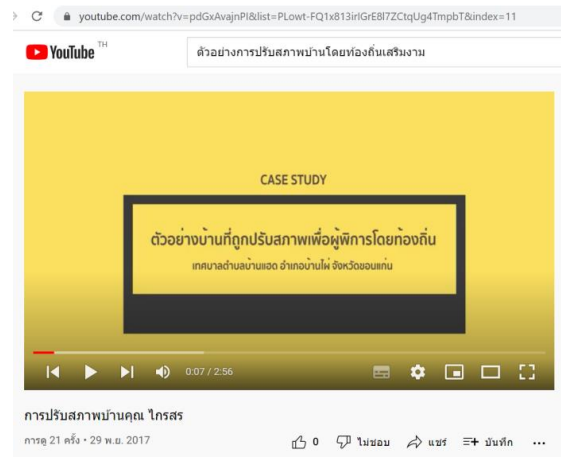 youtube.com/watch?v=pdGxAvajnPI&list=PLowt-FQ1x813irIGrE8l7ZCtqUg4TmpbT&index=11
YouTube TH
ตัวอย่างการปรับสภาพบ้านโดยท้องถิ่นเสริมงาม
CASE STUDY
ตัวอย่างบ้านที่ถูกปรับสภาพเพื่อผู้พิการโดยท้องถิ่น
เทศบาลตำบลบ้านแฮด อำเภอบ้านไผ่ จังหวัดขอนแก่น
0:07 / 2:56
การปรับสภาพบ้านคุณ ไกรสร
การดู 21 ครั้ง • 29 พ.ย. 2017 0 ไม่ชอบ แชร์ บันทึก